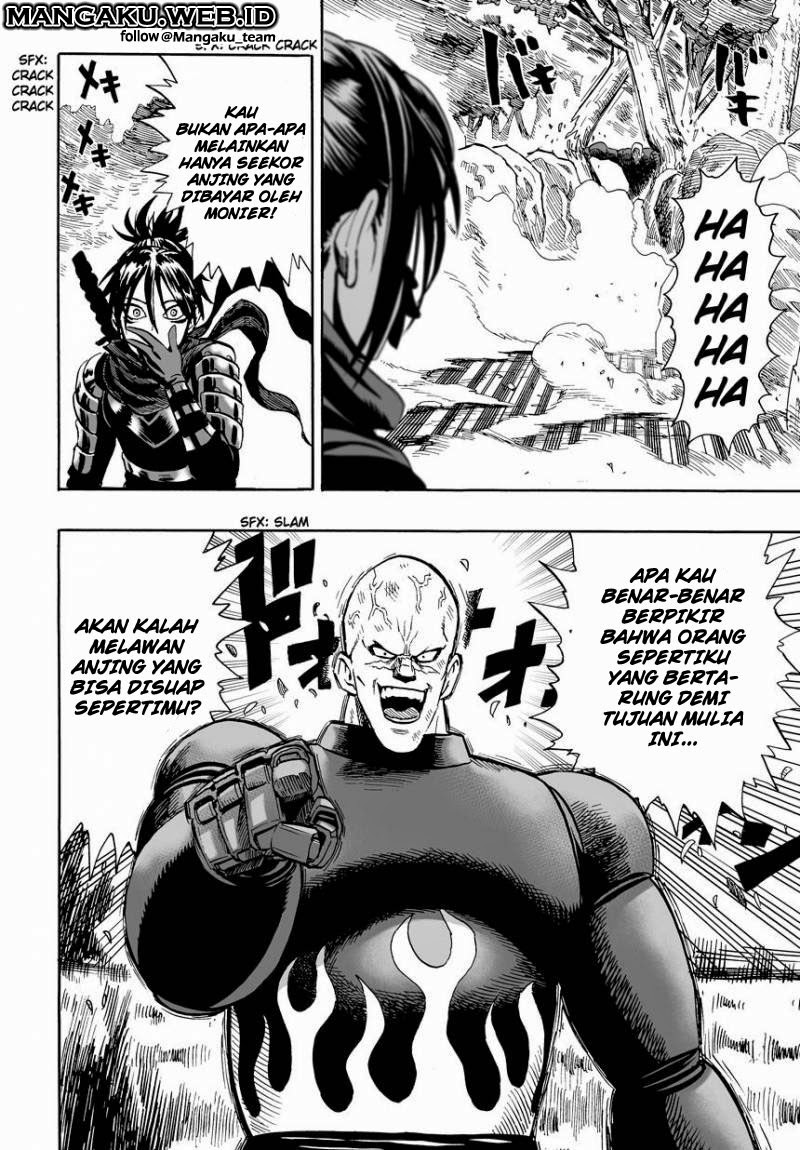 MANGAKU.WEB.ID
follow@Mangaku_team
SFX: CRACK CRACK
バキ
バキ
HA
HA
HA
HA
HA
SFX:
CRACK
CRACK
CRACK
メキ
メキ
メキ
KAU
BUKAN APA-APA
MELAINKAN
HANYA SEEKOR
ANJING YANG
DIBAYAR OLEH
MONIER!
SFX: SLAM
ドォォ
APA KAU
BENAR-BENAR
BERPIKIR
BAHWA ORANG
SEPERTIKU
YANG BERTA-
RUNG DEMI
TUJUAN MULIA
INI...
AKAN KALAH
MELAWAN
ANJING YANG
BISA DISUAP
SEPERTIMU?